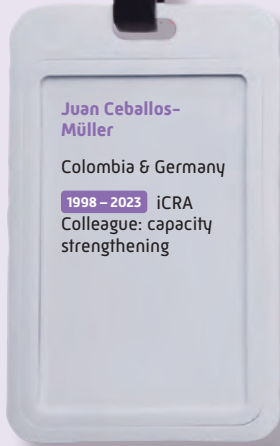 Juan Ceballos-
Müller
Colombia & Germany
1998 – 2023 iCRA
Colleague: capacity
strengthening